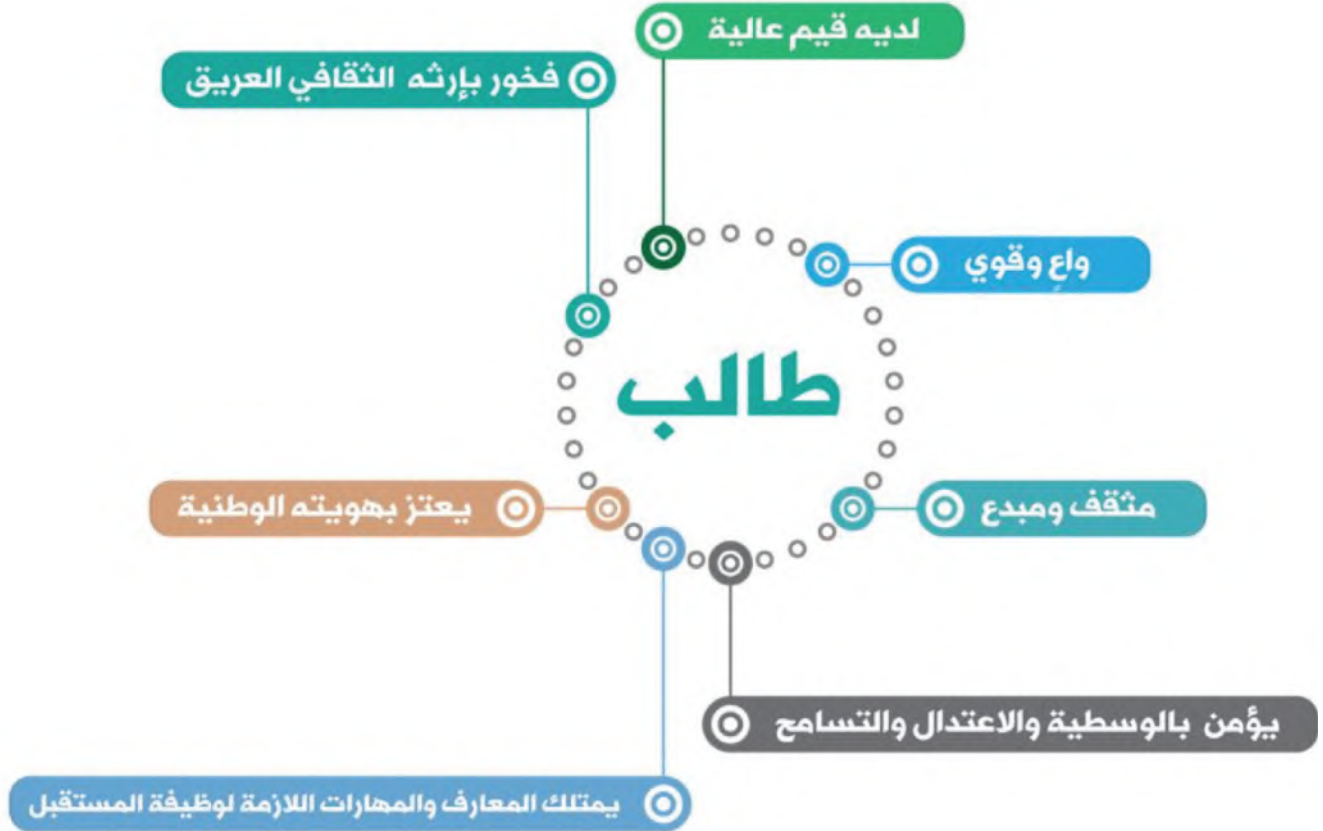 لديه قيم عالية
فخور بإرثه الثقافي العريق
واعٍ وقوي
طالب
يعتز بهويته الوطنية
مثقف ومبدع
يؤمن بالوسطية والاعتدال والتسامح
يمتلك المعارف والمهارات اللازمة لوظيفة المستقبل